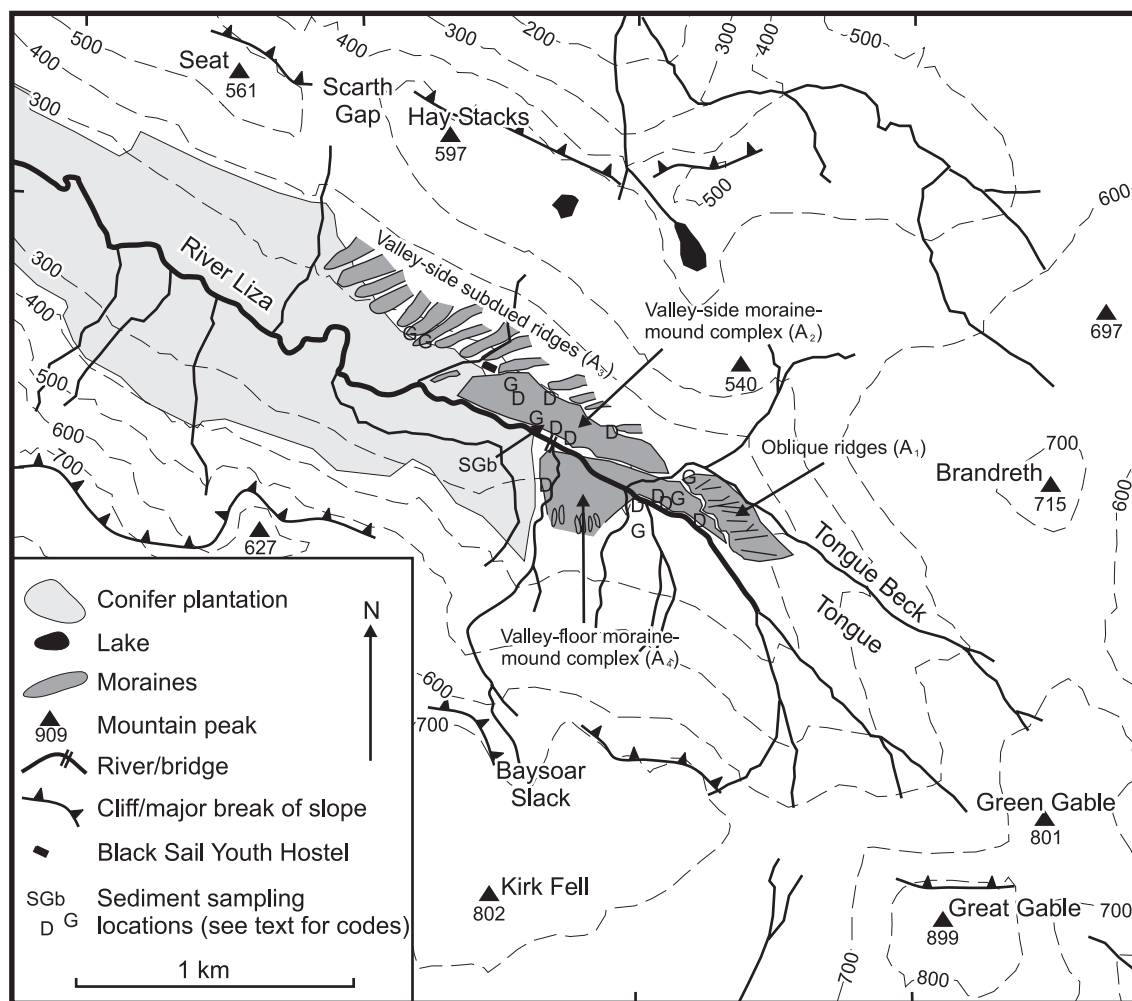 500
400
300
Seat
561
400
300
200
Scarth
Gap
Hay Stacks
597
300
400
500
500
600
697
River Liza
Valley-side subdued ridges (A₃)
Valley-side moraine-
mound complex (A₂)
540
300
400
500
600
700
627
G
G
G
D
D
G
D
D
D
SGb
D
G
D
G
D
D
D
G
Oblique ridges (A₁)
Brandreth
700
715
600
Tongue Beck
Tongue
Valley-floor moraine-
mound complex (A₄)
600
700
Baysoar
Slack
Kirk Fell
802
Green Gable
801
Great Gable
899
700
800
700
Conifer plantation
Lake
Moraines
Mountain peak
909
River/bridge
Cliff/major break of slope
Black Sail Youth Hostel
SGb
D G
Sediment sampling
locations (see text for codes)
N
1 km